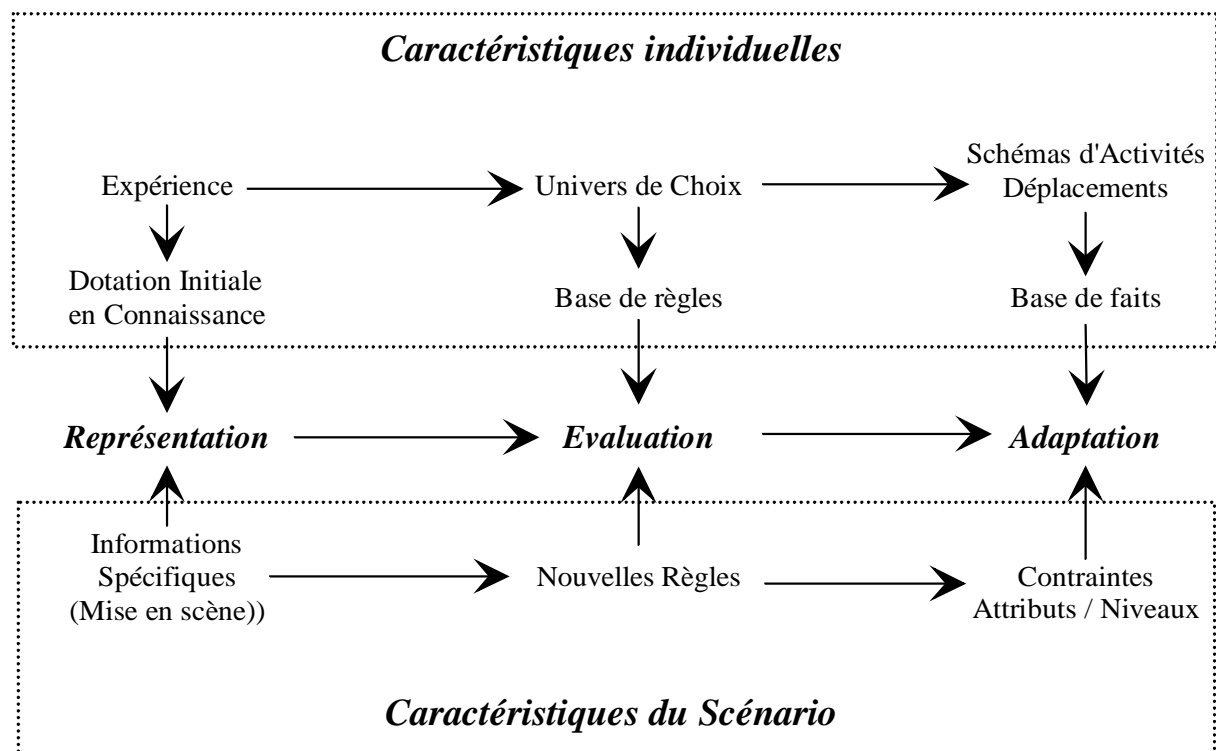 Caractéristiques individuelles
Expérience
Univers de Choix
Schémas d'Activités
Déplacements
Dotation Initiale
en Connaissance
Base de règles
Base de faits
Représentation
Evaluation
Adaptation
Informations
Spécifiques
(Mise en scène))
Nouvelles Règles
Contraintes
Attributs / Niveaux
Caractéristiques du Scénario